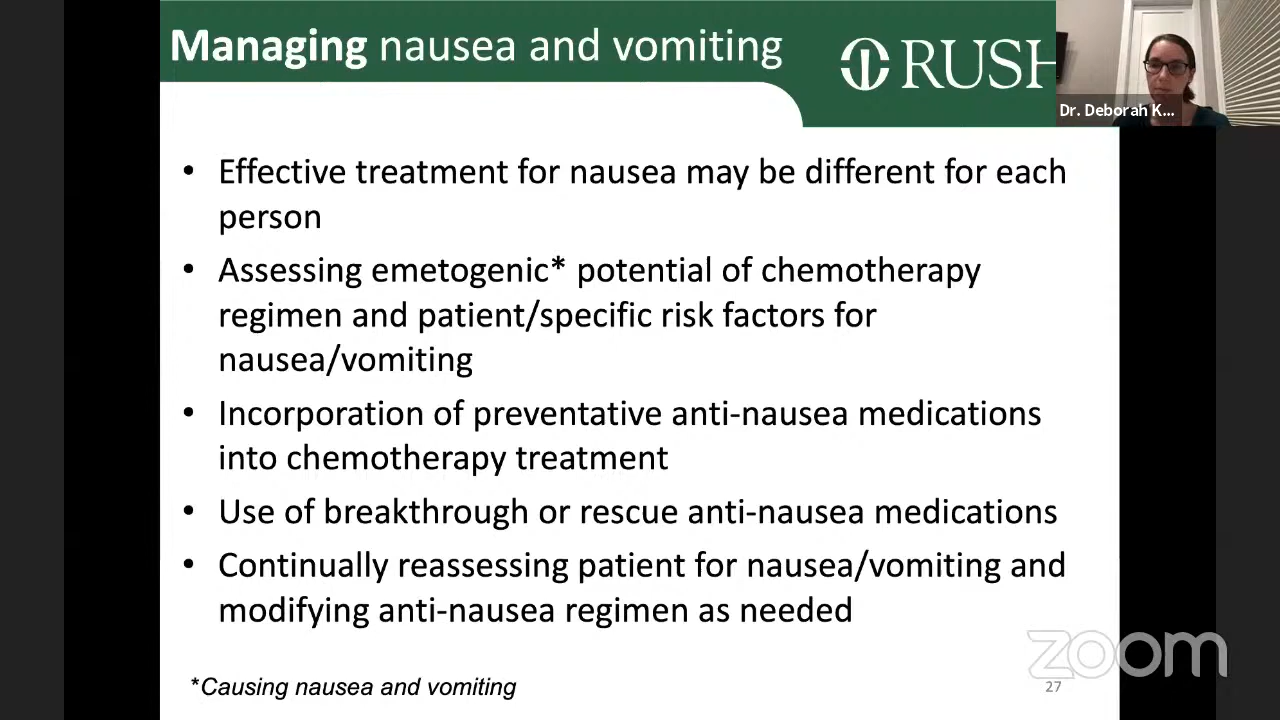 Managing nausea and vomiting
RUSH
Dr. Deborah K...
• Effective treatment for nausea may be different for each
person
• Assessing emetogenic* potential of chemotherapy
regimen and patient/specific risk factors for
nausea/vomiting
• Incorporation of preventative anti-nausea medications
into chemotherapy treatment
• Use of breakthrough or rescue anti-nausea medications
• Continually reassessing patient for nausea/vomiting and
modifying anti-nausea regimen as needed
zoom
*Causing nausea and vomiting
27